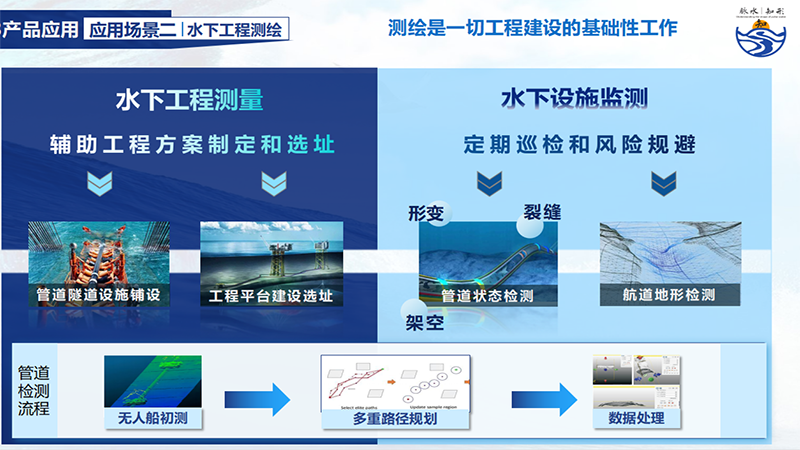 产品应用 应用场景二 | 水下工程测绘
测绘是一切工程建设的基础性工作
脉水 | 知形
知
水下工程测量
辅助工程方案制定和选址
管道隧道设施铺设
工程平台建设选址
水下设施监测
定期巡检和风险规避
形变
裂缝
架空
管道状态检测
航道地形检测
管道
检测
流程
无人船初测
Select elite paths
Update sample region
多重路径规划
数据处理